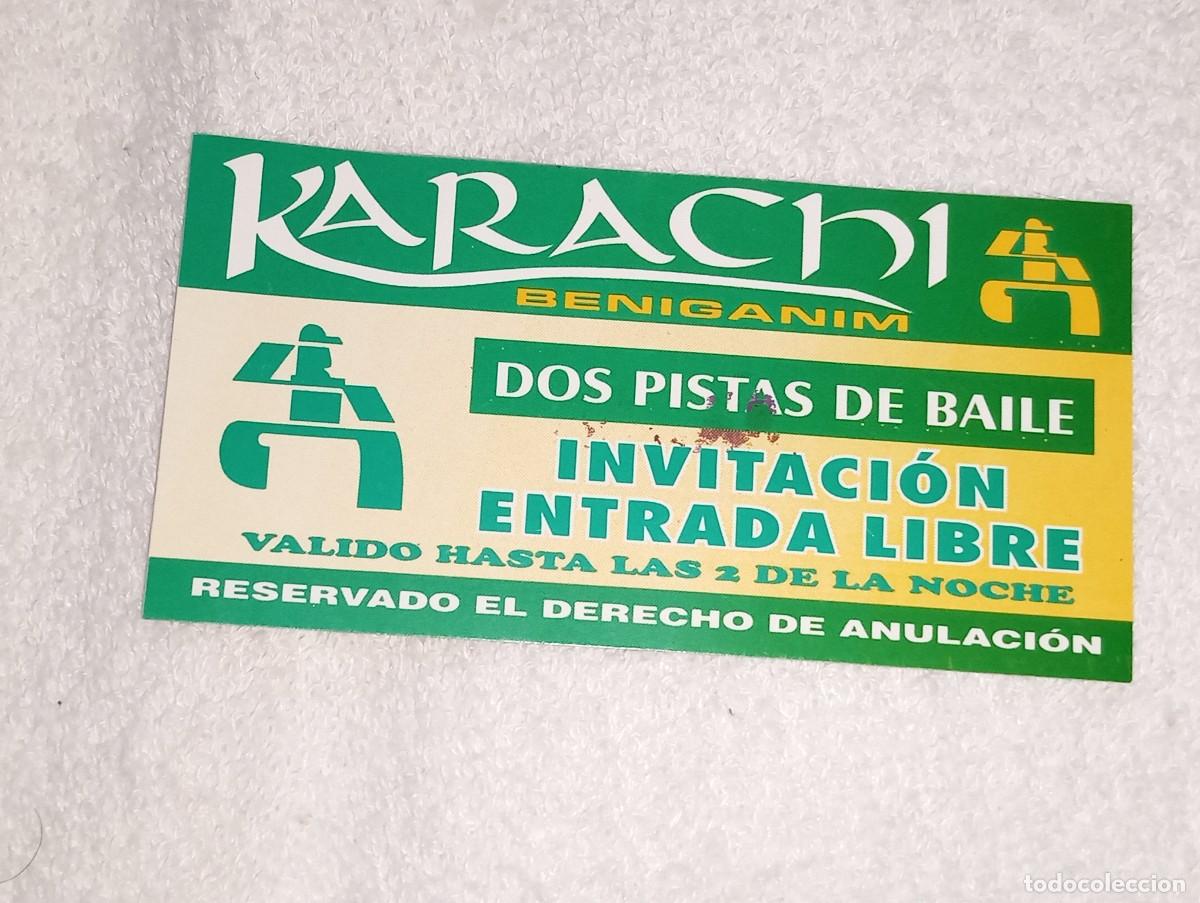 KARACHI
BENIGANIM
DOS PISTAS DE BAILE
INVITACIÓN
ENTRADA LIBRE
VALIDO HASTA LAS 2 DE LA NOCHE
RESERVADO EL DERECHO DE ANULACIÓN
todocoleccion